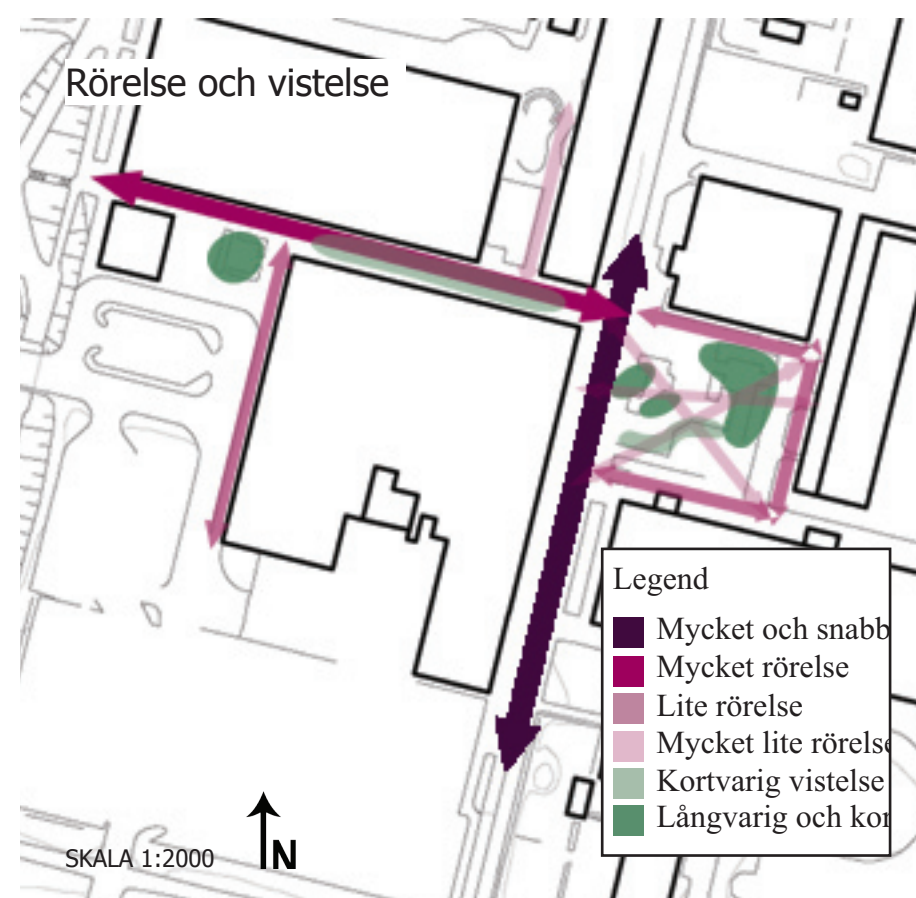 Rörelse och vistelse
Legend
Mycket och snabb
Mycket rörelse
Lite rörelse
Mycket lite rörelse
Kortvarig vistelse
Långvarig och kor
SKALA 1:2000
N